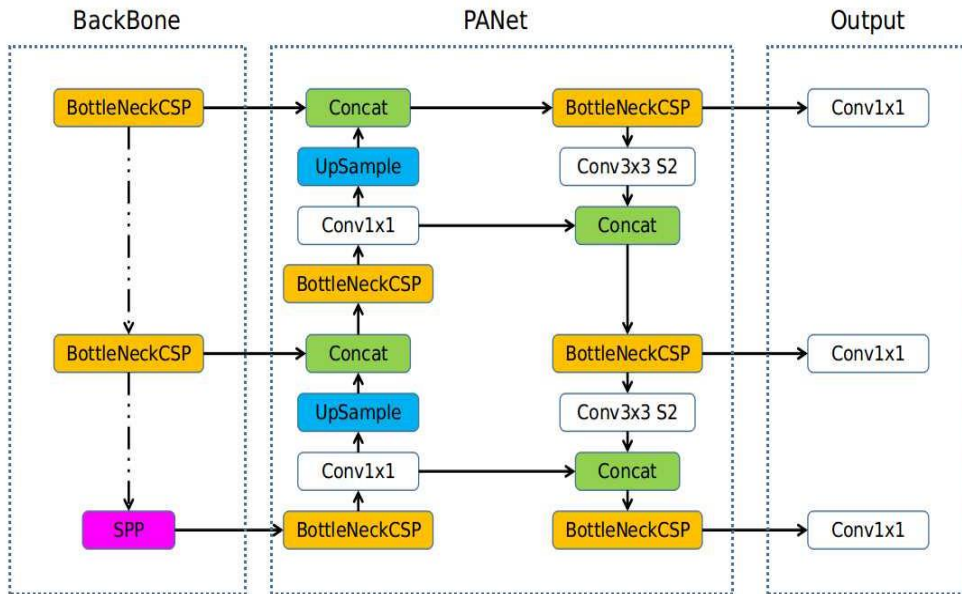 BackBone
PANet
Output
BottleNeckCSP
Concat
BottleNeckCSP
Conv1x1
UpSample
Conv3x3 S2
Conv1x1
Concat
BottleNeckCSP
BottleNeckCSP
Concat
BottleNeckCSP
Conv1x1
UpSample
Conv3x3 S2
Conv1x1
Concat
SPP
BottleNeckCSP
BottleNeckCSP
Conv1x1